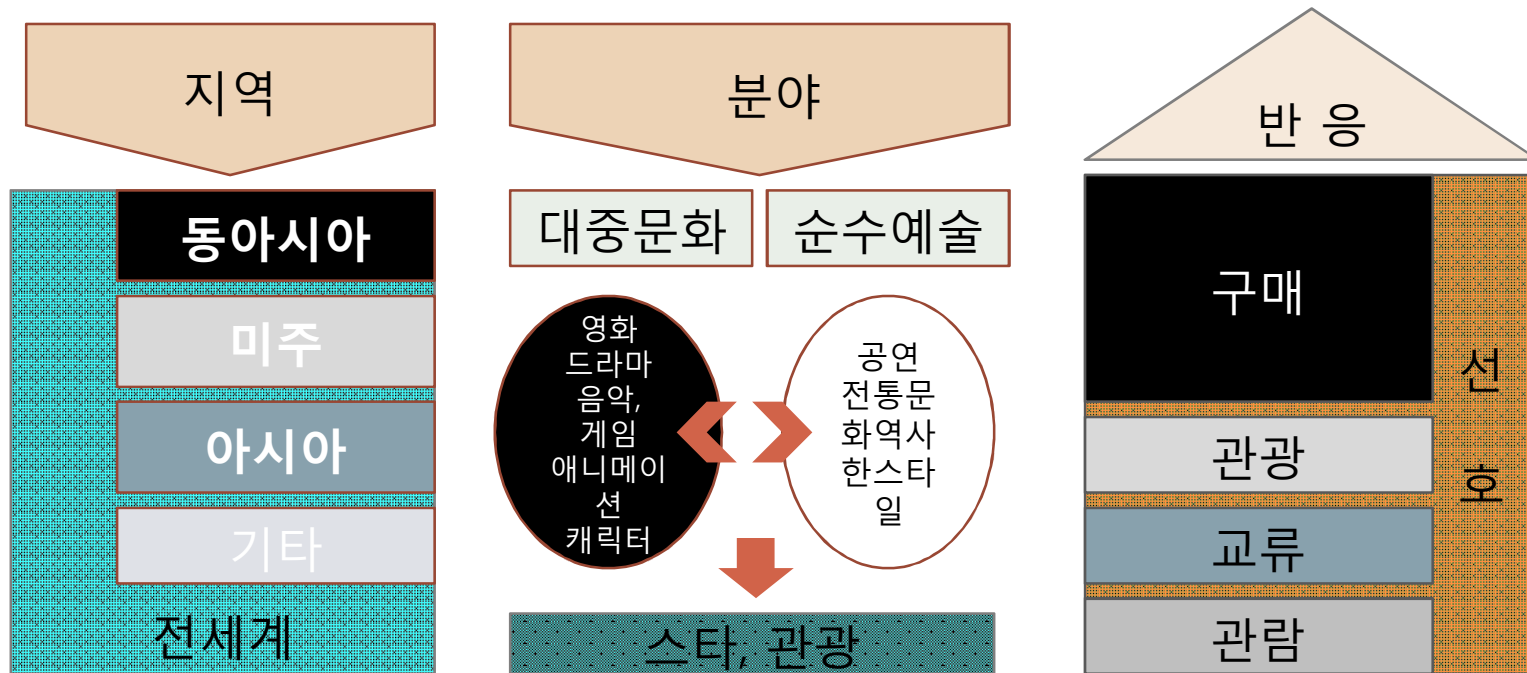 지역
동아시아
미주
아시아
기타
전세계
분야
대중문화
순수예술
영화
드라마
음악,
게임
애니메이
션
캐릭터
공연
전통문
화역사
한스타
일
스타, 관광
반 응
구매
관광
교류
관람
선
호